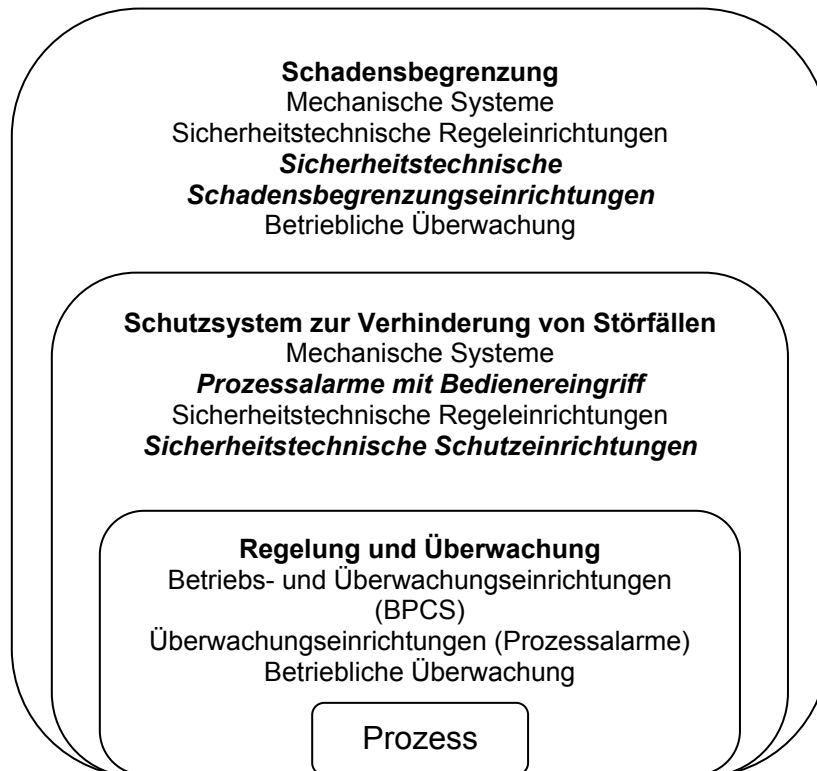 Schadensbegrenzung
Mechanische Systeme
Sicherheitstechnische Regeleinrichtungen
Sicherheitstechnische
Schadensbegrenzungseinrichtungen
Betriebliche Überwachung
Schutzsystem zur Verhinderung von Störfällen
Mechanische Systeme
Prozessalarme mit Bedienereingriff
Sicherheitstechnische Regeleinrichtungen
Sicherheitstechnische Schutzeinrichtungen
Regelung und Überwachung
Betriebs- und Überwachungseinrichtungen
(BPCS)
Überwachungseinrichtungen (Prozessalarme)
Betriebliche Überwachung
Prozess